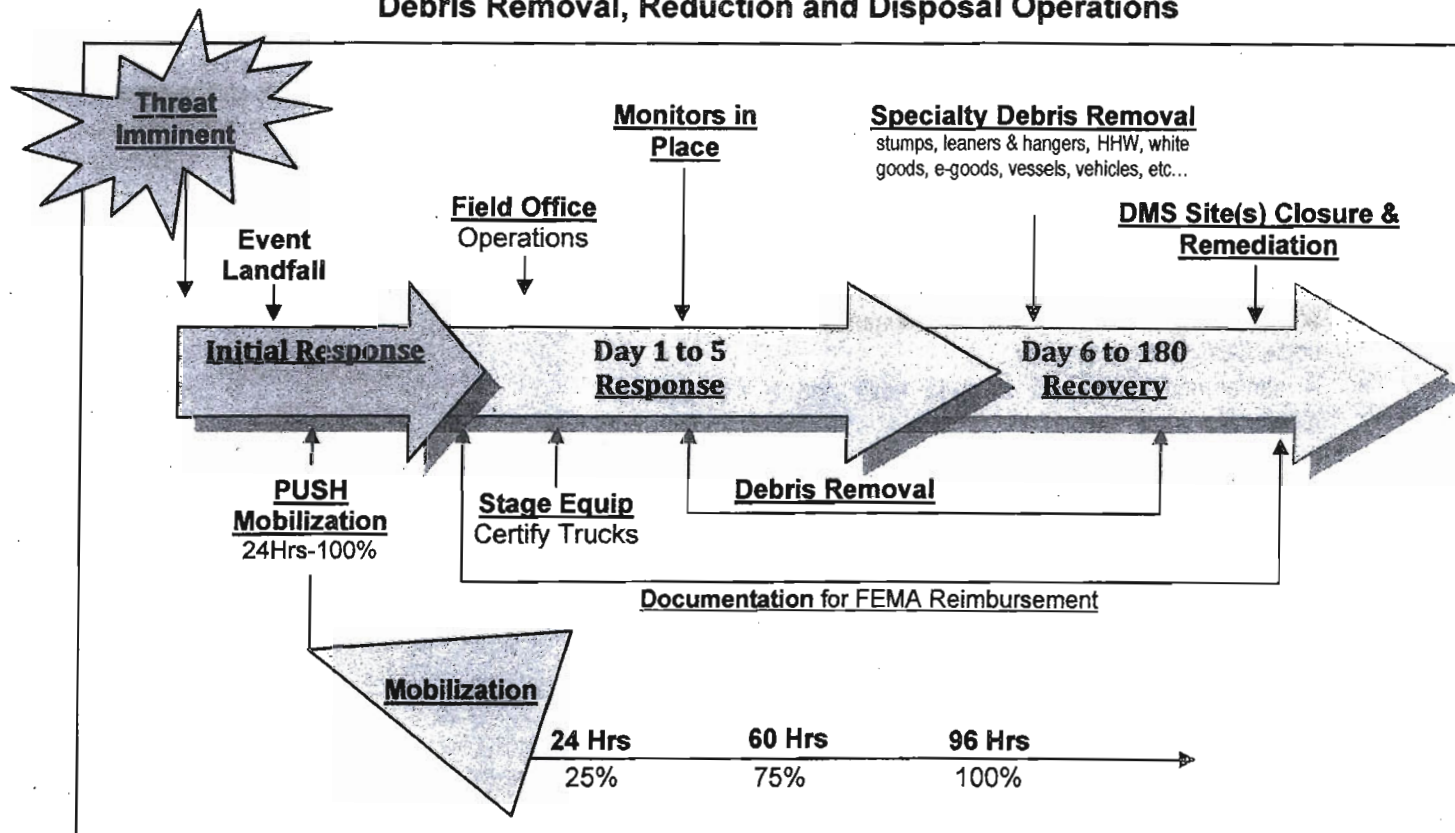 Debris Removal, Reduction and Disposal Operations
Threat
Imminent
Event
Landfall
Field Office
Operations
Monitors in
Place
Specialty Debris Removal
stumps, leaners & hangers, HHW, white
goods, e-goods, vessels, vehicles, etc...
DMS Site(s) Closure &
Remediation
Initial Response
Day 1 to 5
Response
Day 6 to 180
Recovery
PUSH
Mobilization
24Hrs-100%
Stage Equip
Certify Trucks
Debris Removal
Documentation for FEMA Reimbursement
Mobilization
24 Hrs
60 Hrs
96 Hrs
25%
75%
100%